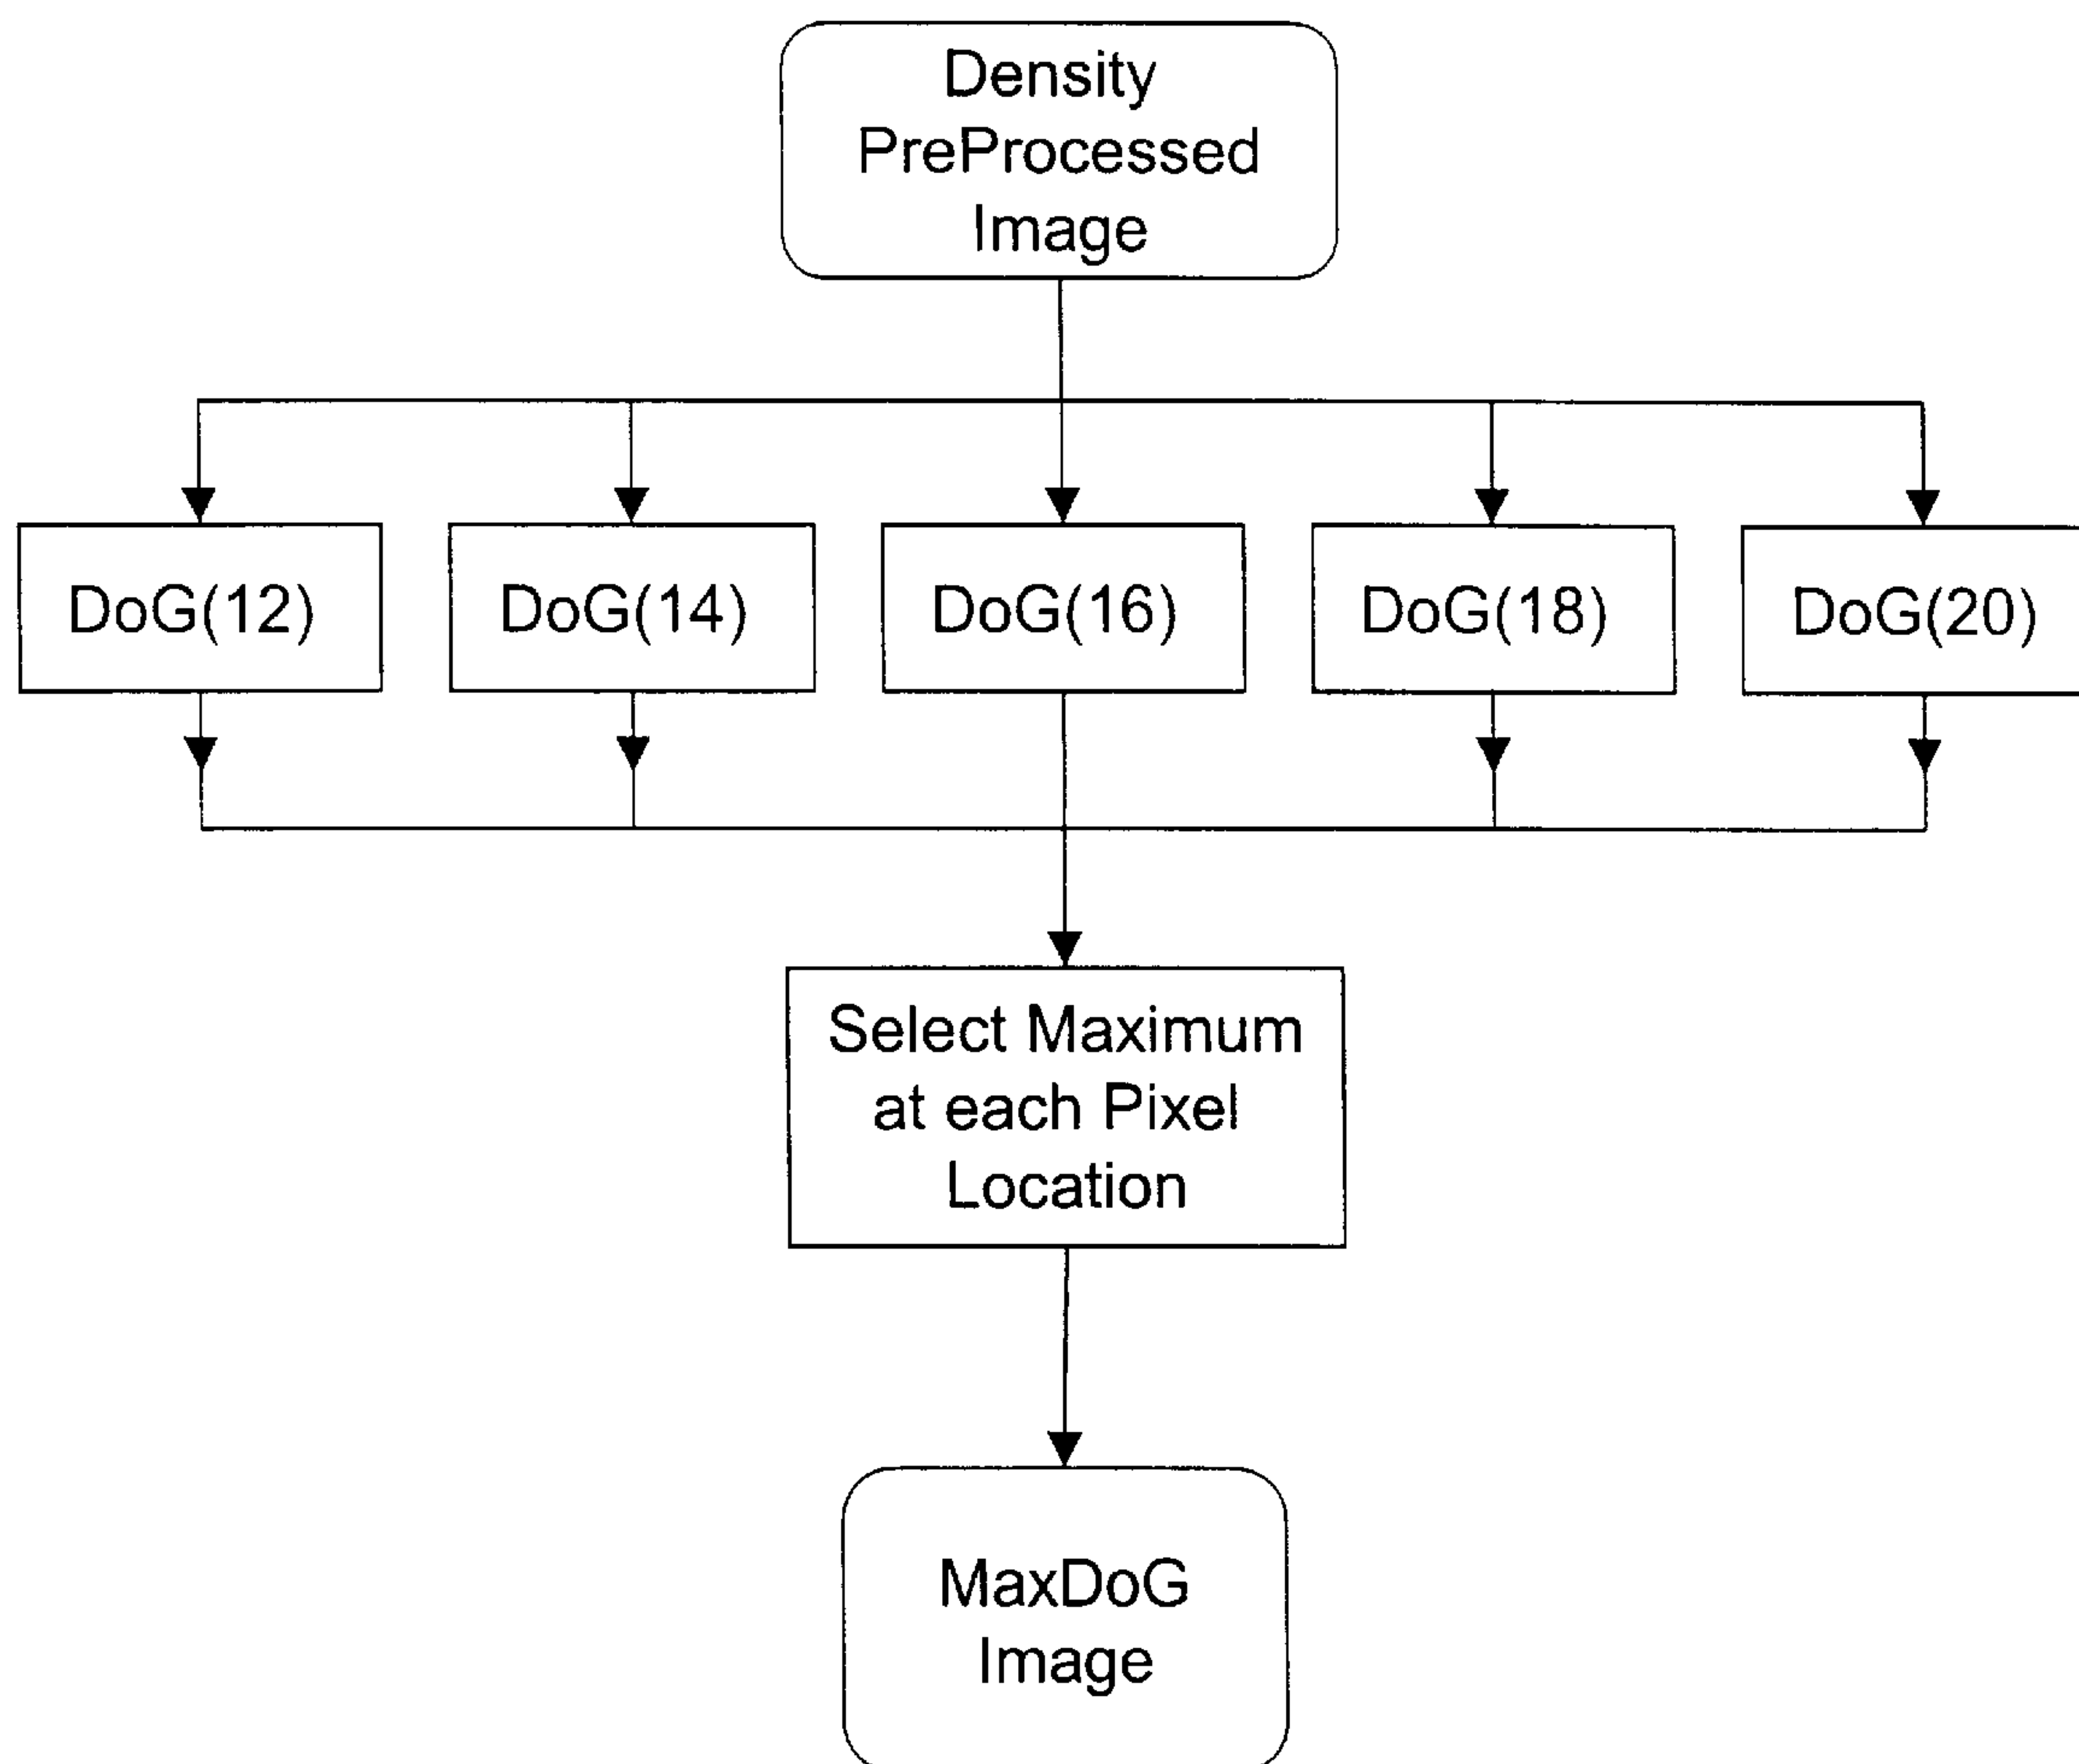 Density
PreProcessed
Image
DoG(12)
DoG(14)
DoG(16)
DoG(18)
DoG(20)
Select Maximum
at each Pixel
Location
MaxDoG
Image